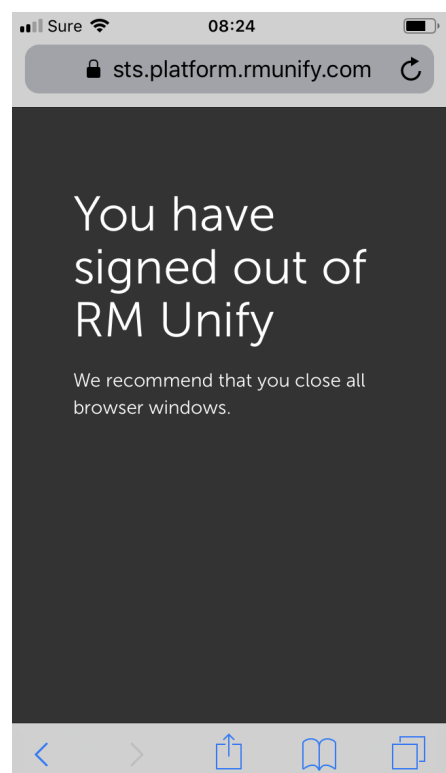 Sure 08:24
sts.platform.rmunify.com
You have
signed out of
RM Unify
We recommend that you close all
browser windows.